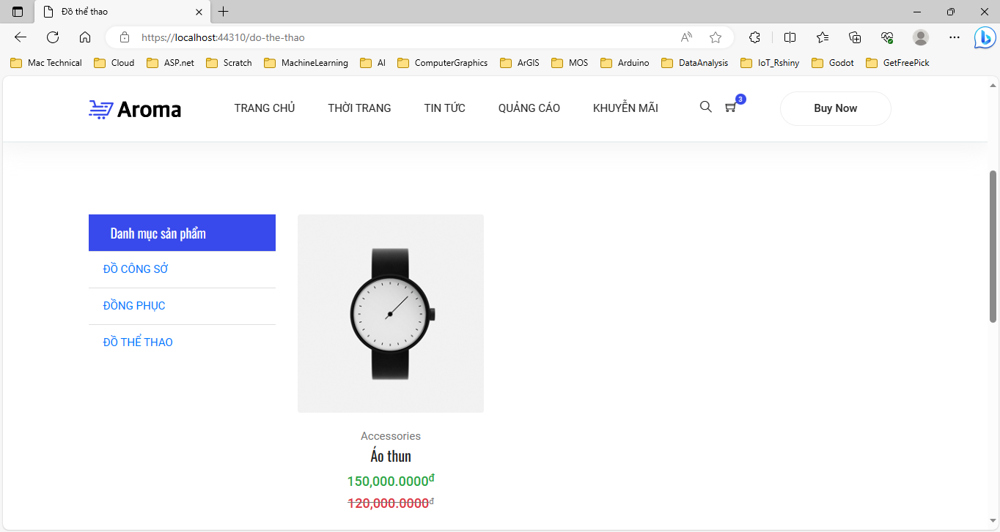 Đồ thể thao
https://localhost:44310/do-the-thao
Mac Technical Cloud ASP.net Scratch MachineLearning AI ComputerGraphics ArGIS MOS Arduino DataAnalysis IoT_Rshiny Godot GetFreePick
Aroma TRANG CHỦ THỜI TRANG TIN TỨC QUẢNG CÁO KHUYỄN MÃI 3 Buy Now
Danh mục sản phẩm
ĐỒ CÔNG SỞ
ĐỒNG PHỤC
ĐỒ THỂ THAO
Accessories
Áo thun
150,000.0000đ
120,000.0000đ